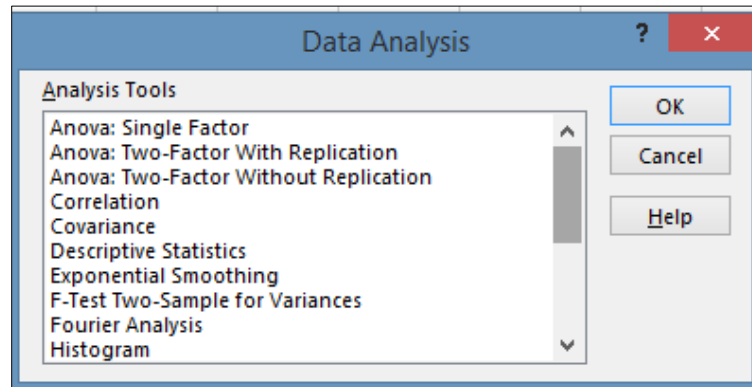 Data Analysis
?
Analysis Tools
Anova: Single Factor
Anova: Two-Factor With Replication
Anova: Two-Factor Without Replication
Correlation
Covariance
Descriptive Statistics
Exponential Smoothing
F-Test Two-Sample for Variances
Fourier Analysis
Histogram
OK
Cancel
Help